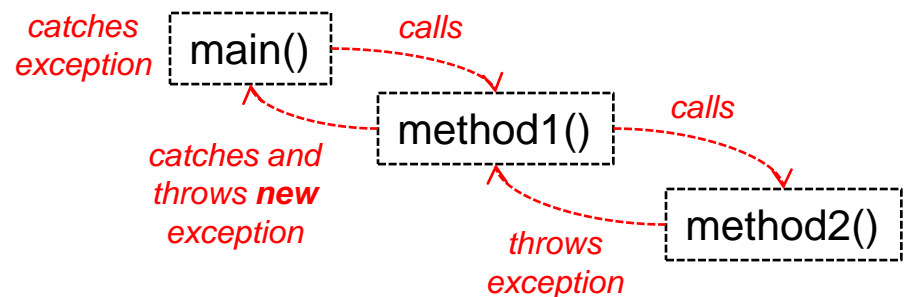 catches
exception
main()
calls
method1()
calls
catches and
throws new
exception
method2()
throws
exception